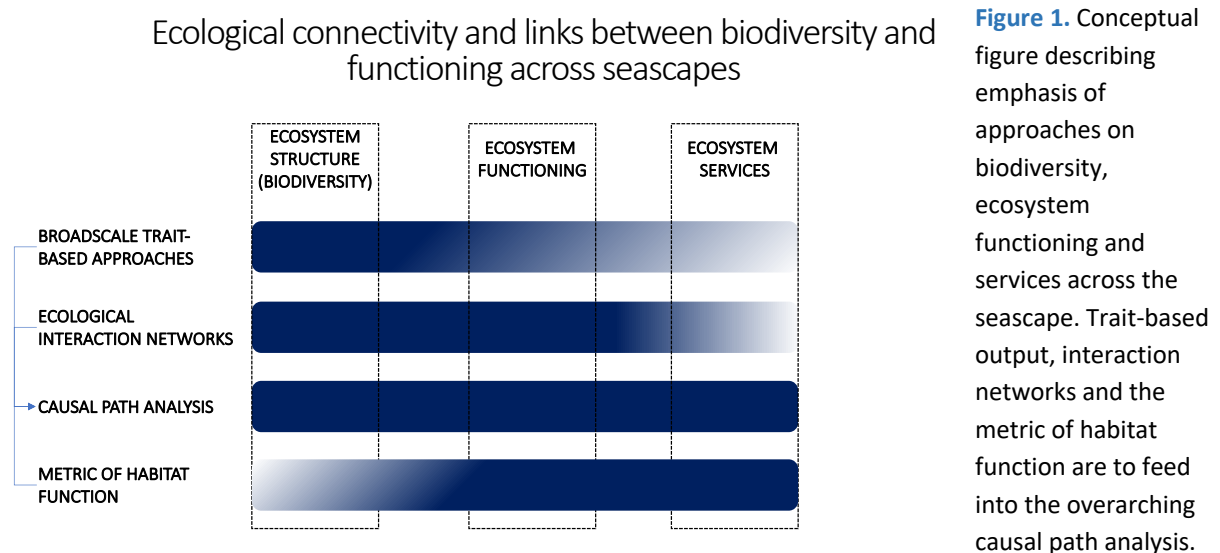 Ecological connectivity and links between biodiversity and
functioning across seascapes
ECOSYSTEM
STRUCTURE
(BIODIVERSITY)
ECOSYSTEM
FUNCTIONING
ECOSYSTEM
SERVICES
BROADSCALE TRAIT-
BASED APPROACHES
ECOLOGICAL
INTERACTION NETWORKS
CAUSAL PATH ANALYSIS
METRIC OF HABITAT
FUNCTION
Figure 1. Conceptual
figure describing
emphasis of
approaches on
biodiversity,
ecosystem
functioning and
services across the
seascape. Trait-based
output, interaction
networks and the
metric of habitat
function are to feed
into the overarching
causal path analysis.